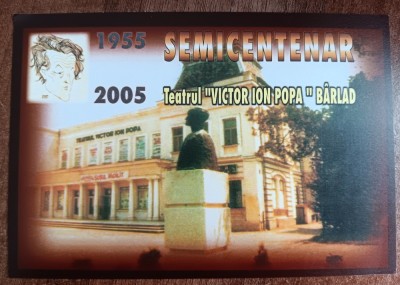 1955
SEMICENTENAR
2005
Teatrul "VICTOR ION POPA" BÂRLAD
TEATRUL VICTOR ION POPA